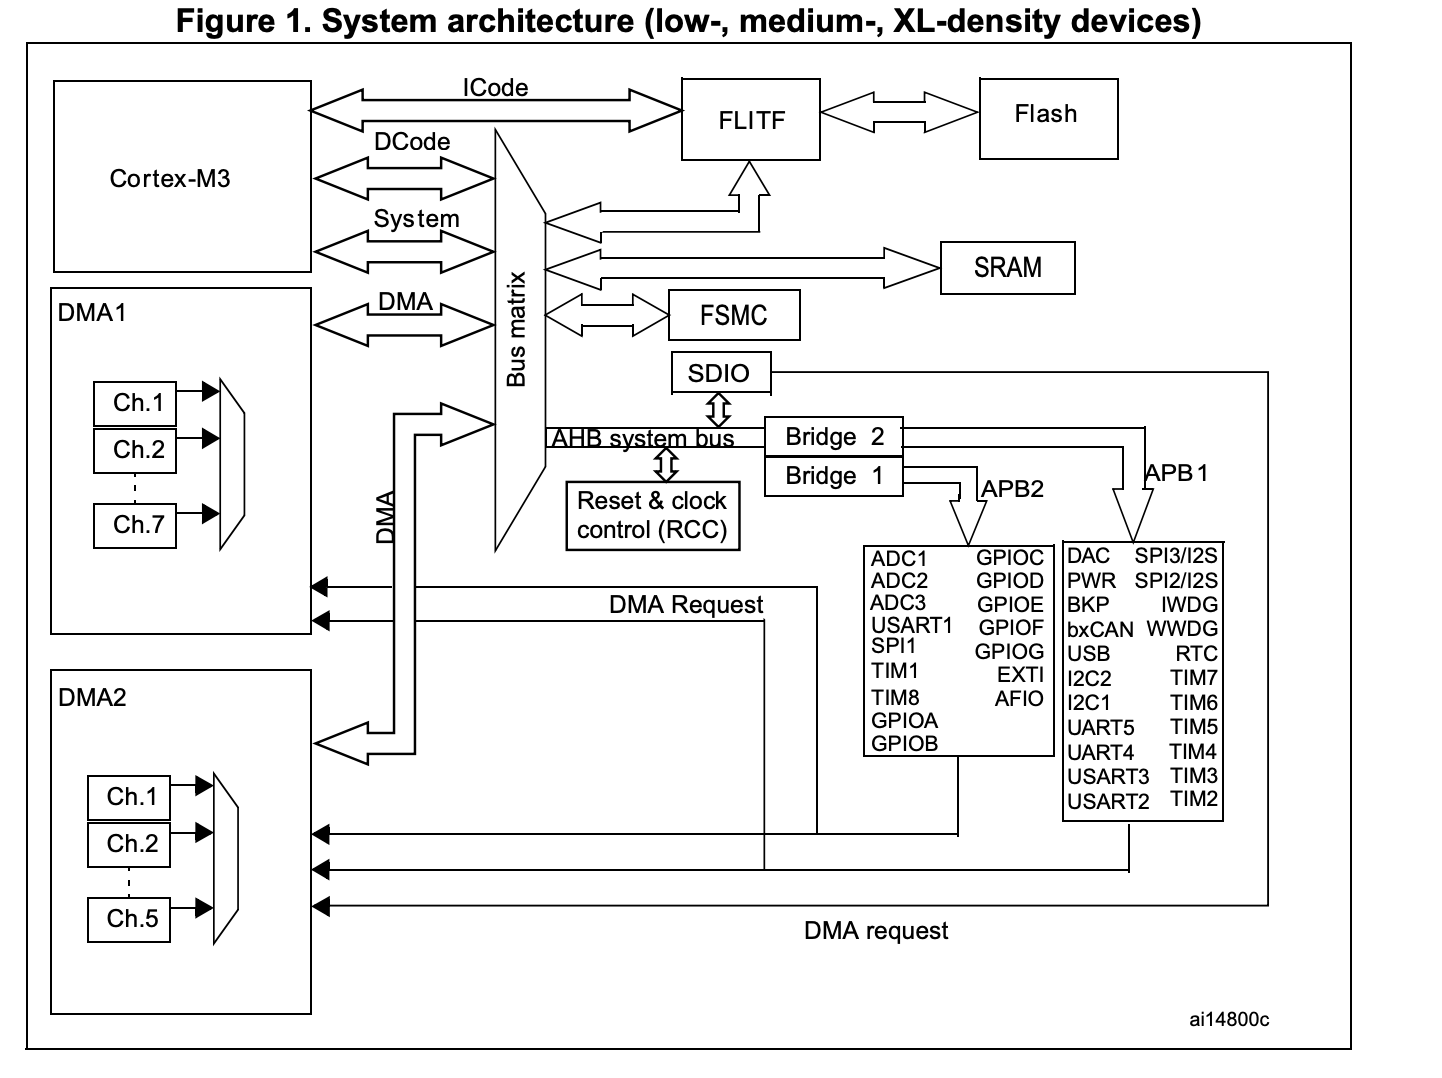 Figure 1. System architecture (low-, medium-, XL-density devices)
ICode
FLITF
Flash
DCode
Cortex-M3
System
SRAM
DMA
DMA1
FSMC
Bus matrix
SDIO
Ch.1
Ch.2
Ch.7
AHB system bus
Bridge 2
Bridge 1
APB1
APB2
Reset & clock
control (RCC)
DMA
ADC1 GPIOC
ADC2 GPIOD
ADC3 GPIOE
USART1 GPIOF
SPI1 GPIOG
TIM1 EXTI
TIM8 AFIO
GPIOA
GPIOB
DAC SPI3/I2S
PWR SPI2/I2S
BKP IWDG
bxCAN WWDG
USB RTC
I2C2 TIM7
I2C1 TIM6
UART5 TIM5
UART4 TIM4
USART3 TIM3
USART2 TIM2
DMA Request
DMA2
Ch.1
Ch.2
Ch.5
DMA request
ai14800c